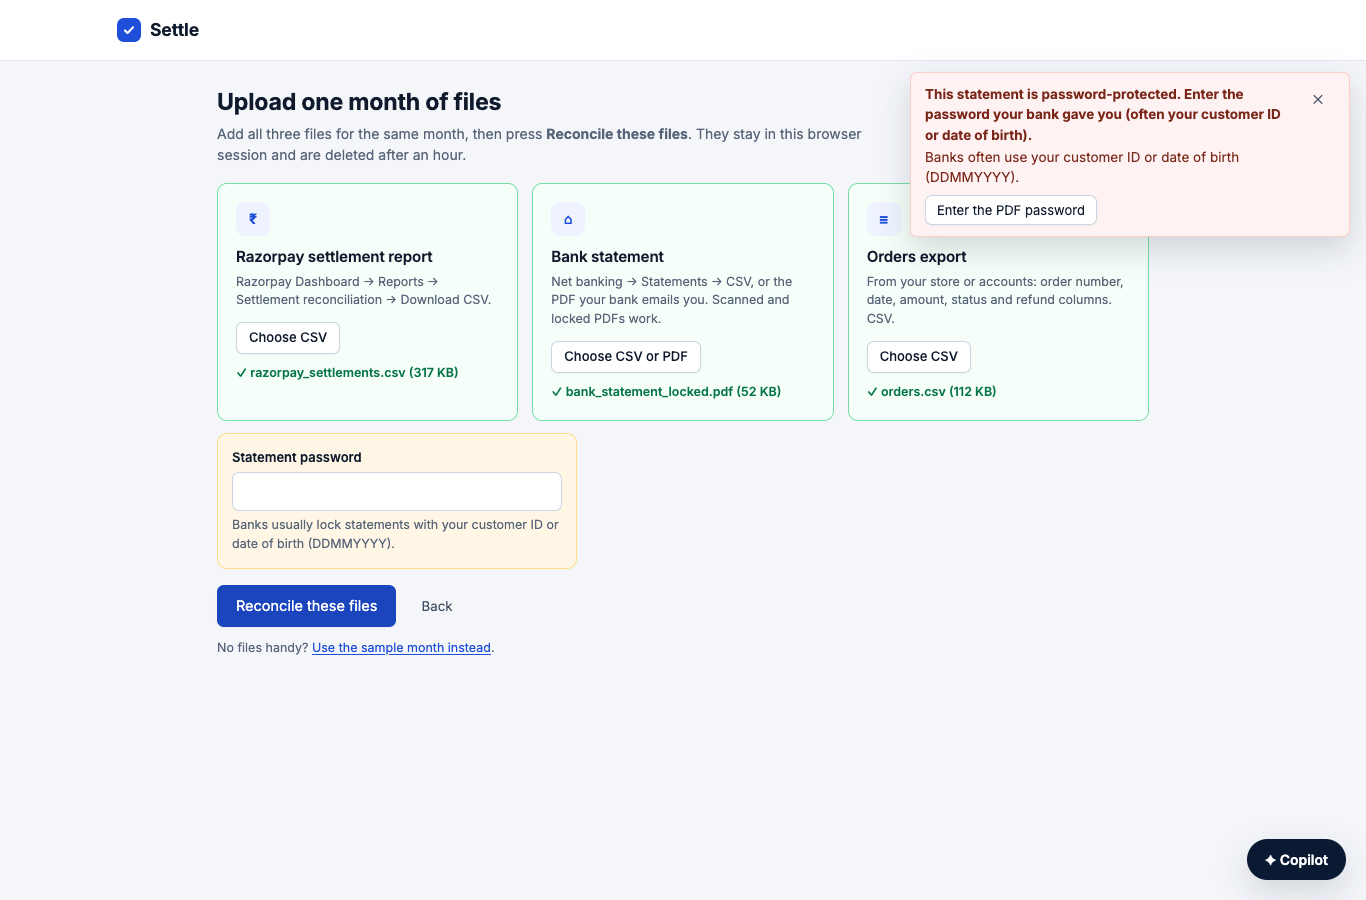 Settle
Upload one month of files
Add all three files for the same month, then press Reconcile these files. They stay in this browser
session and are deleted after an hour.
This statement is password-protected. Enter the
password your bank gave you (often your customer ID
or date of birth).
Banks often use your customer ID or date of birth
(DDMMYYYY).
Enter the PDF password
₹
Razorpay settlement report
Razorpay Dashboard → Reports →
Settlement reconciliation → Download CSV.
Choose CSV
✓ razorpay_settlements.csv (317 KB)
Bank statement
Net banking → Statements → CSV, or the
PDF your bank emails you. Scanned and
locked PDFs work.
Choose CSV or PDF
✓ bank_statement_locked.pdf (52 KB)
Orders export
From your store or accounts: order number,
date, amount, status and refund columns.
CSV.
Choose CSV
✓ orders.csv (112 KB)
Statement password
Banks usually lock statements with your customer ID or
date of birth (DDMMYYYY).
Reconcile these files
Back
No files handy? Use the sample month instead.
Copilot